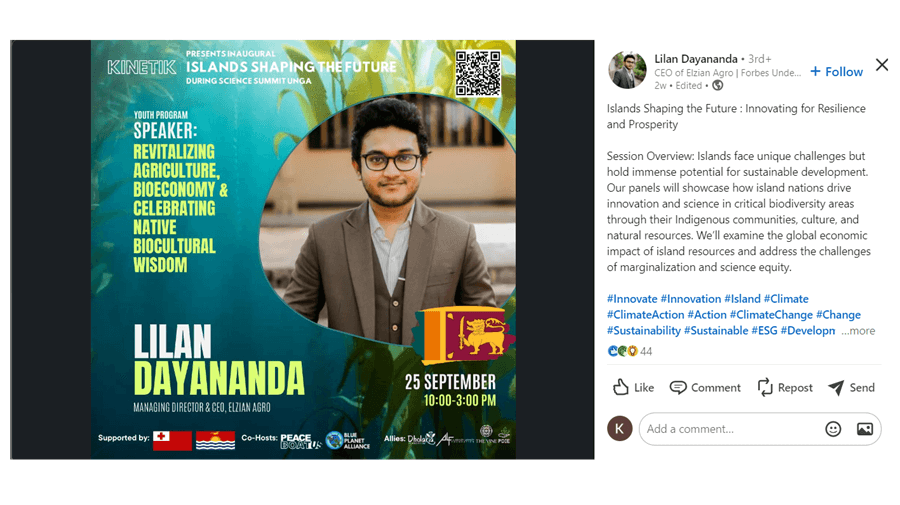 KINETIK
PRESENTS INAUGURAL
ISLANDS SHAPING THE FUTURE
DURING SCIENCE SUMMIT UNGA
YOUTH PROGRAM
SPEAKER:
REVITALIZING
AGRICULTURE,
BIOECONOMY &
CELEBRATING
NATIVE
BIOCULTURAL
WISDOM
LILAN
DAYANANDA
MANAGING DIRECTOR & CEO, ELZIAN AGRO
25 SEPTEMBER
10:00-3:00 PM
Supported by:
Co-Hosts:
PEACE
BOAT US
BLUE
PLANET
ALLIANCE
Allies:
THE VINE
Lilan Dayananda • 3rd+
CEO of Elzian Agro | Forbes Unde...
2w • Edited •
+ Follow
Islands Shaping the Future : Innovating for Resilience
and Prosperity
Session Overview: Islands face unique challenges but
hold immense potential for sustainable development.
Our panels will showcase how island nations drive
innovation and science in critical biodiversity areas
through their Indigenous communities, culture, and
natural resources. We'll examine the global economic
impact of island resources and address the challenges
of marginalization and science equity.
#Innovate #Innovation #Island #Climate
#ClimateAction #Action #ClimateChange #Change
#Sustainability #Sustainable #ESG #Developn ...more
44
Like Comment Repost Send
K
Add a comment...